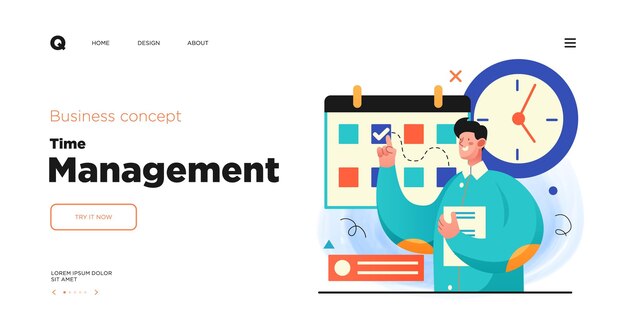 Q
HOME DESIGN ABOUT
Business concept
Time
Management
TRY IT NOW
LOREM IPSUM DOLOR
SIT AMET